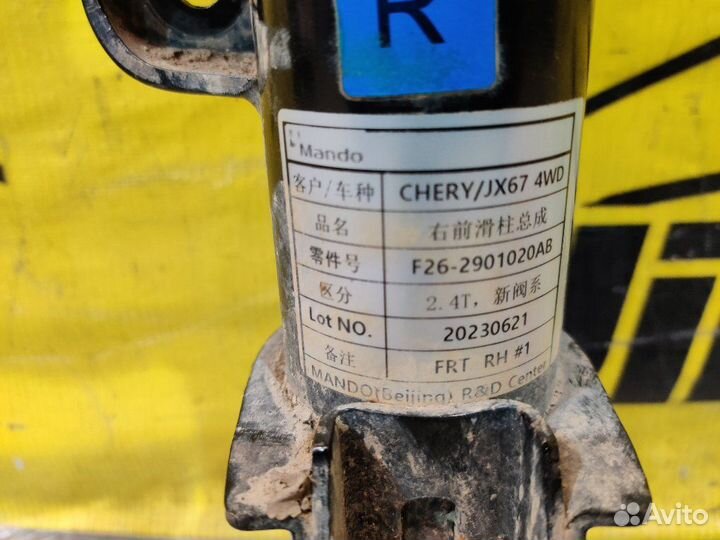 R
Mando
客户/车种 CHERY/JX67 4WD
品名 右前滑柱总成
零件号 F26-2901020AB
区分 2.4T, 新阀系
Lot NO. 20230621
备注 FRT RH #1
MANDO(Beijing) R&D Center
Avito